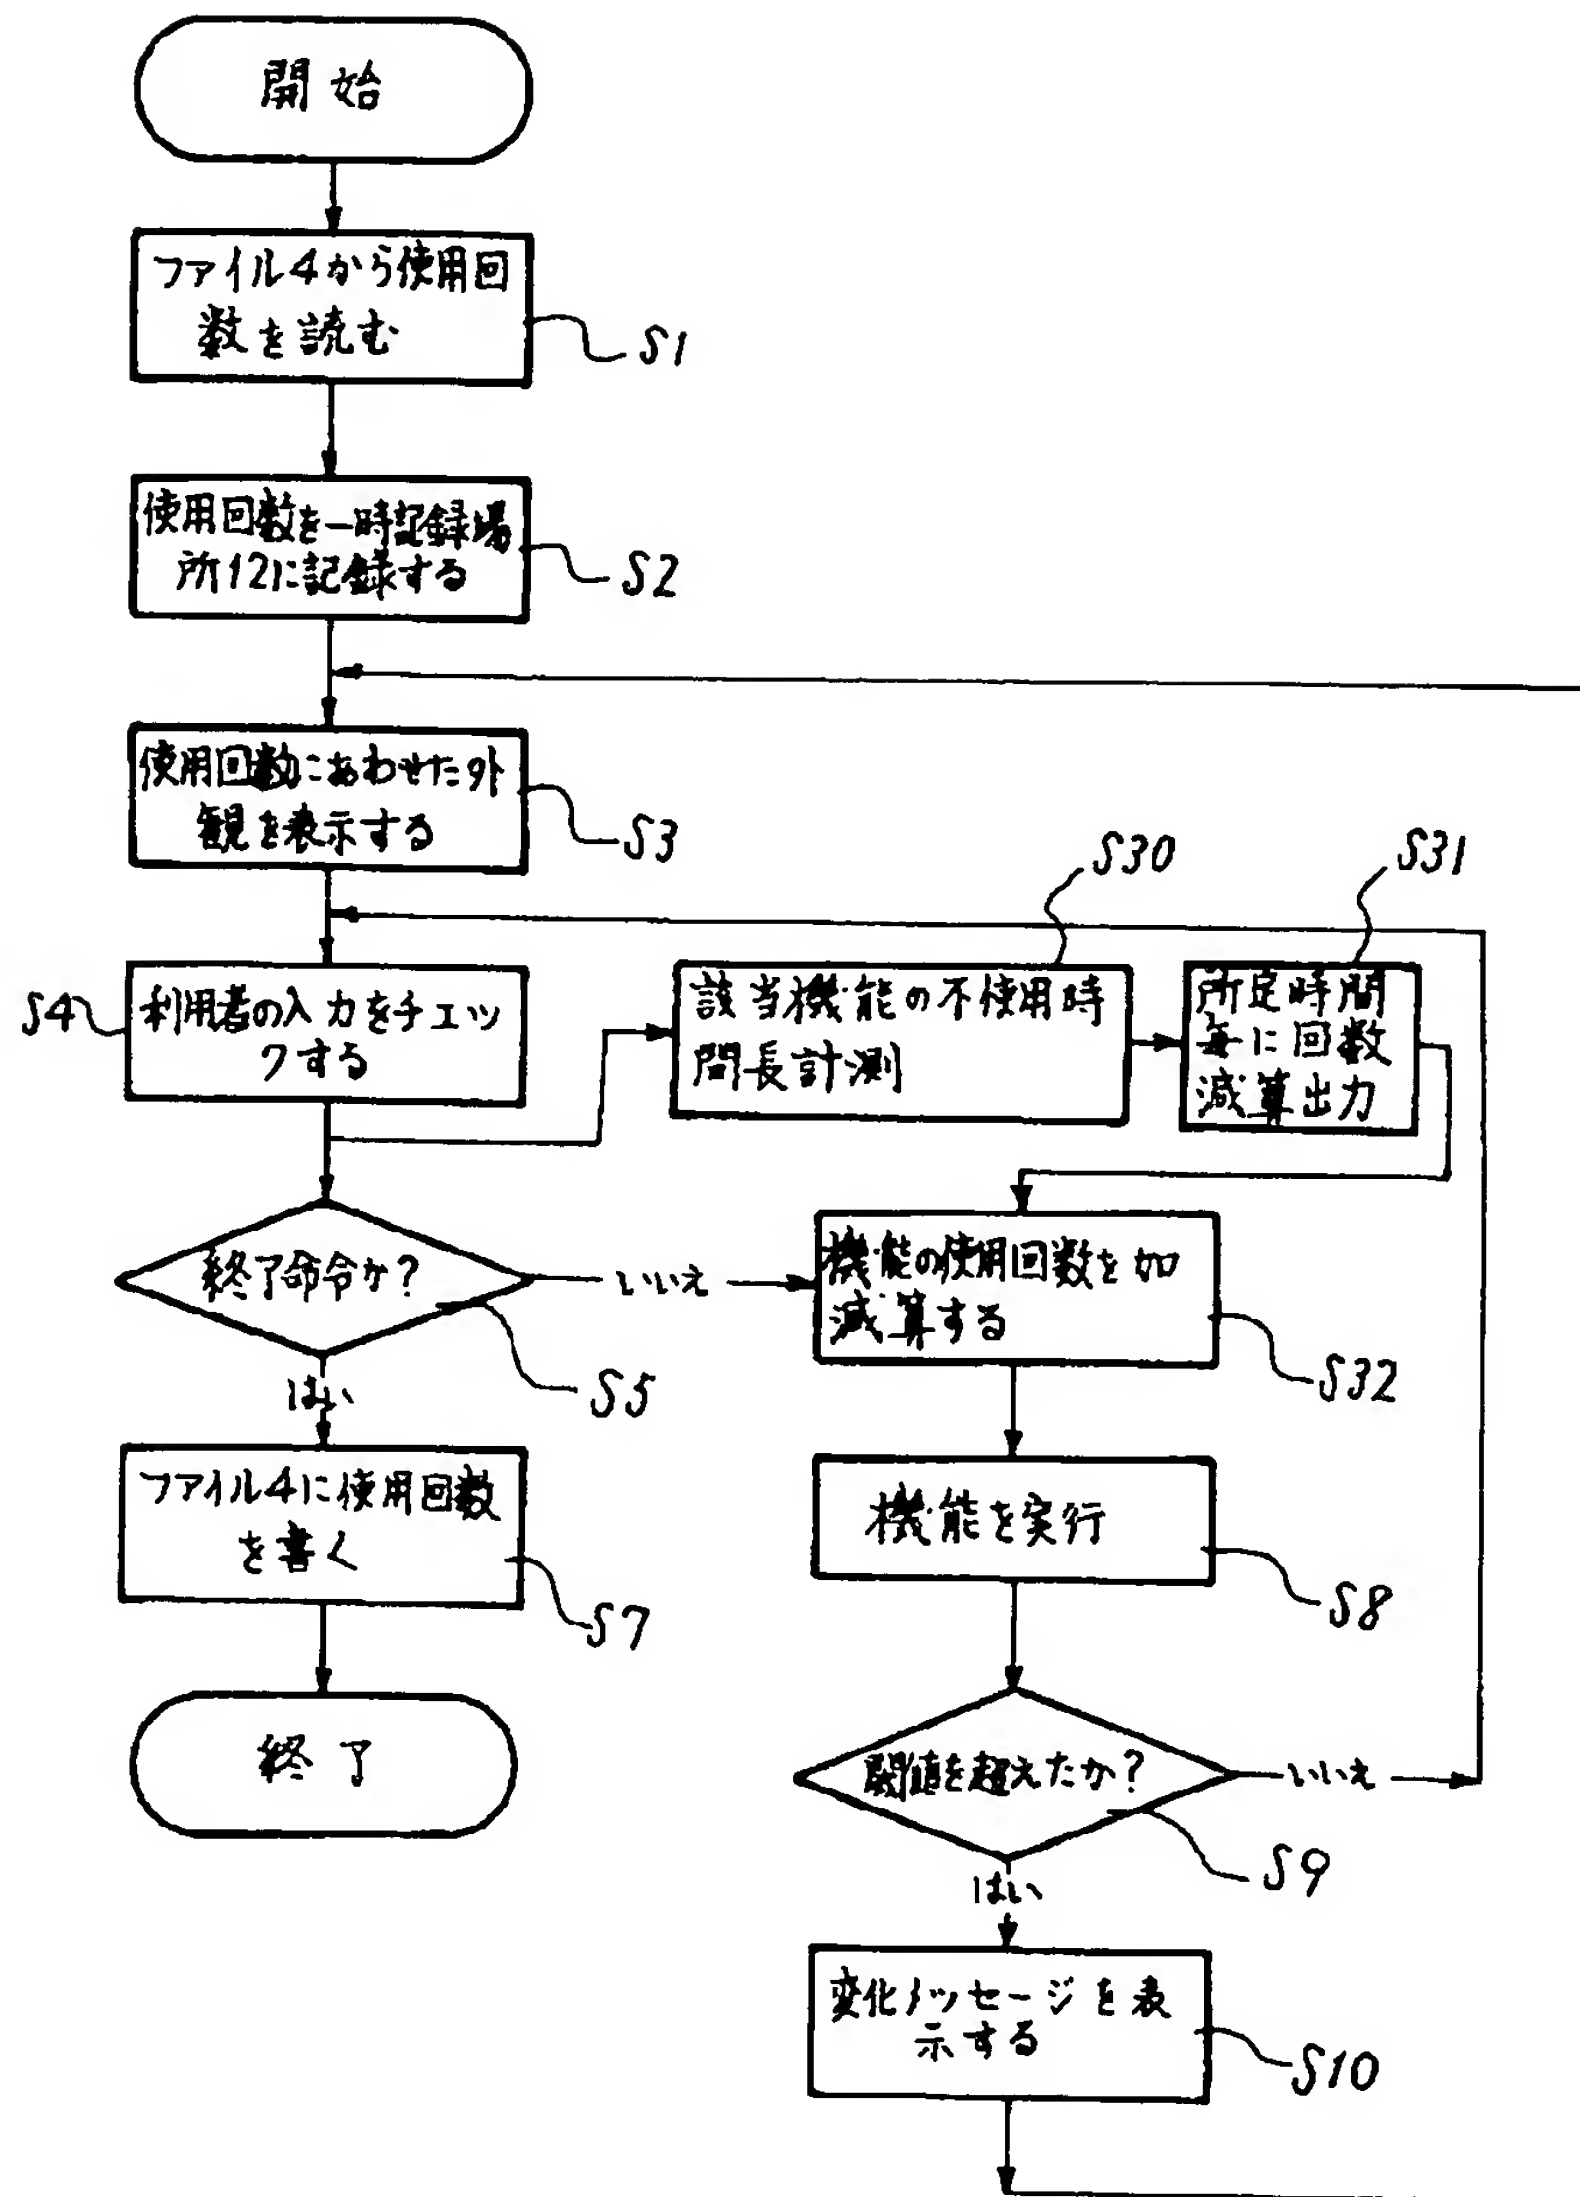 開始
ファイル4から使用回
数を読む
S1
使用回数を一時記録場
所12に記録する
S2
使用回数にあわせた外
観を表示する
S3
S30
S31
S4
利用者の入力をチェッ
クする
該当機能の不使用時
間長計測
所定時間
毎に回数
減算出力
終了命令か?
いいえ
機能の使用回数を加
減算する
S32
はい
S5
ファイル4に使用回数
を書く
S7
機能を実行
S8
終了
閾値を超えたか?
いいえ
S9
はい
変化メッセージを表
示する
S10